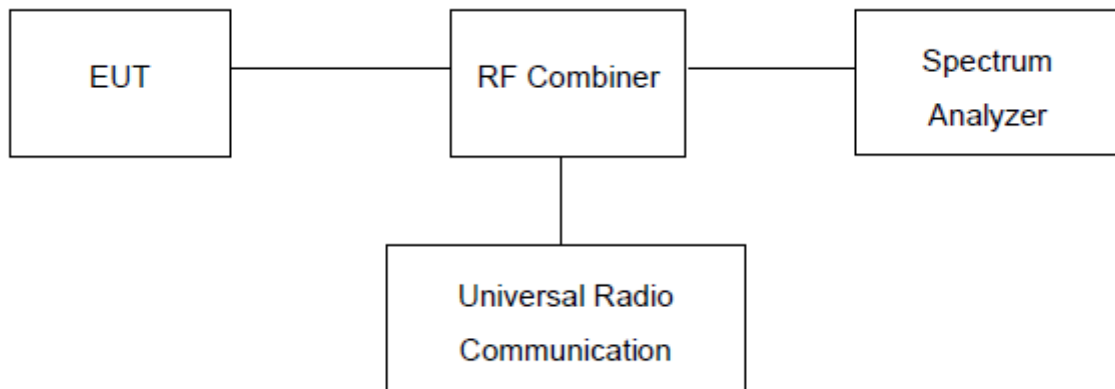 EUT
RF Combiner
Spectrum
Analyzer
Universal Radio
Communication